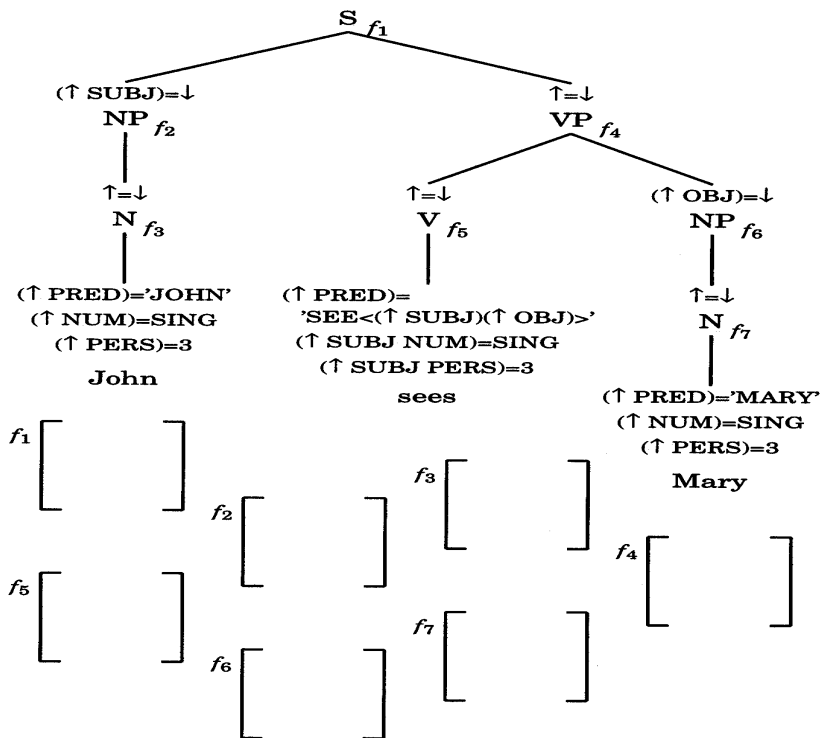 S f1
(↑ SUBJ)=↓ ↑=↓
NP f2 VP f4
↑=↓ ↑=↓ (↑ OBJ)=↓
N f3 V f5 NP f6
(↑ PRED)='JOHN' (↑ PRED)= ↑=↓
(↑ NUM)=SING 'SEE<(↑ SUBJ)(↑ OBJ)>' N f7
(↑ PERS)=3 (↑ SUBJ NUM)=SING
John (↑ SUBJ PERS)=3
sees (↑ PRED)='MARY'
(↑ NUM)=SING
(↑ PERS)=3
Mary
f1
f3
f2
f4
f5
f7
f6